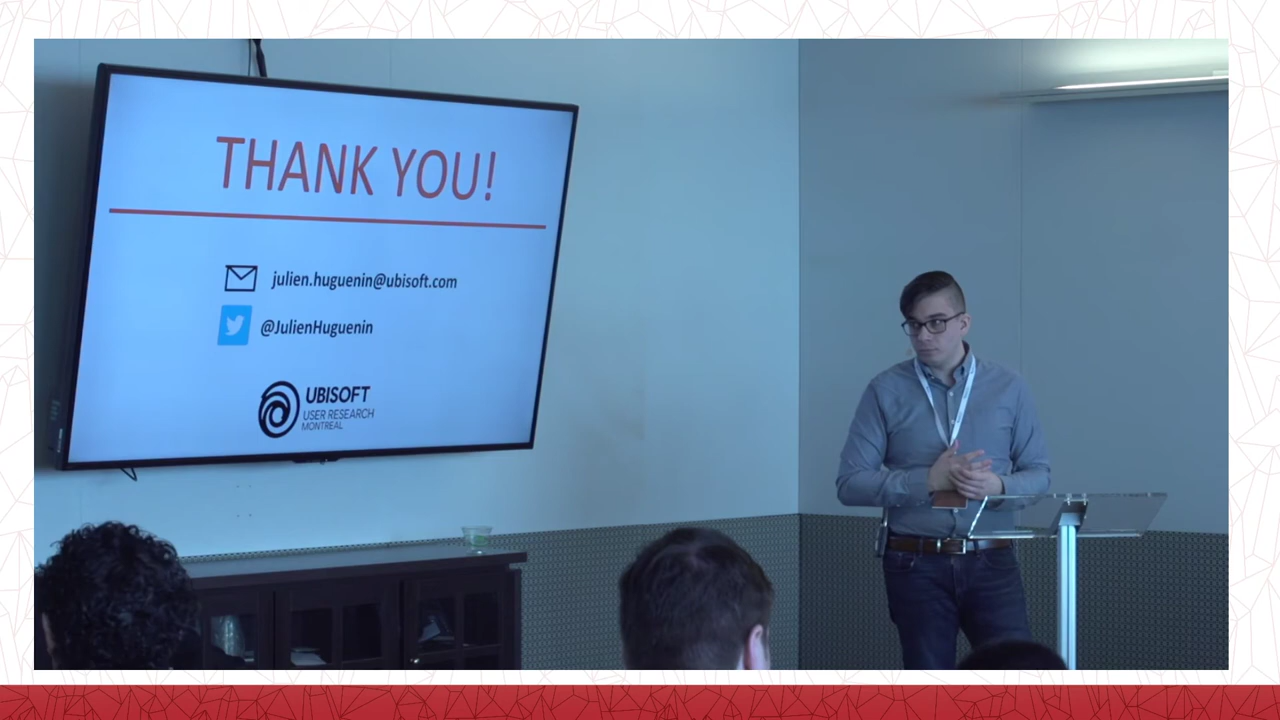 THANK YOU!
julien.huguenin@ubisoft.com
@JulienHuguenin
UBISOFT
USER RESEARCH
MONTREAL